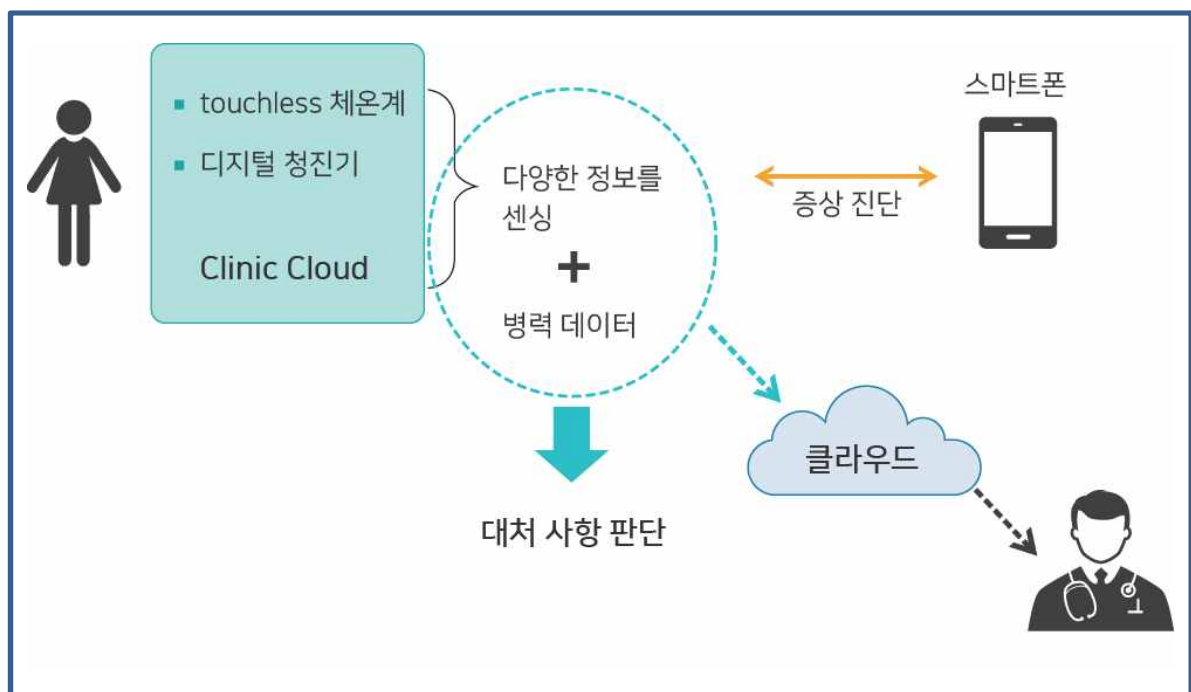 touchless 체온계
디지털 청진기
Clinic Cloud
다양한 정보를
센싱
+
병력 데이터
대처 사항 판단
스마트폰
증상 진단
클라우드